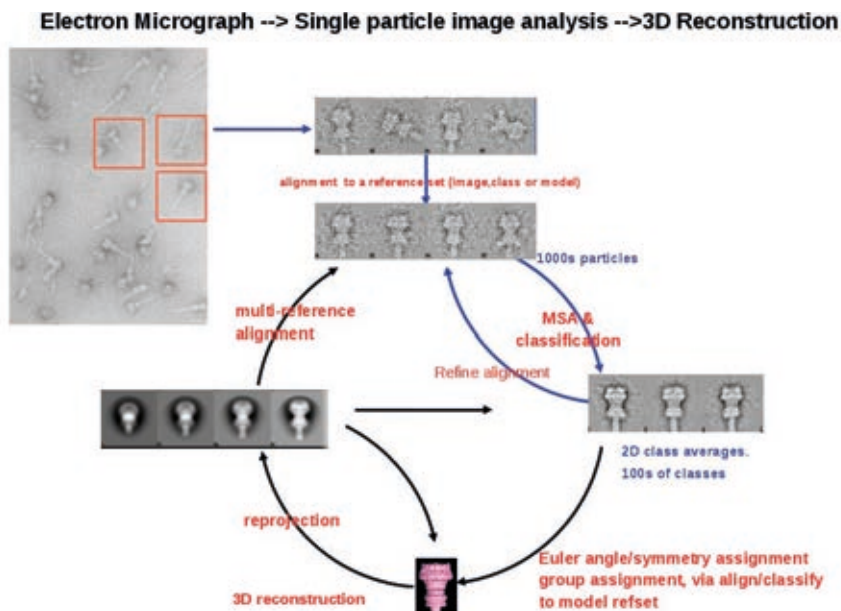 Electron Micrograph --> Single particle image analysis -->3D Reconstruction
alignment to a reference set (image,class or model)
1000s particles
multi-reference
alignment
MSA &
classification
Refine alignment
2D class averages.
100s of classes
reprojection
3D reconstruction
Euler angle/symmetry assignment
group assignment, via align/classify
to model refset